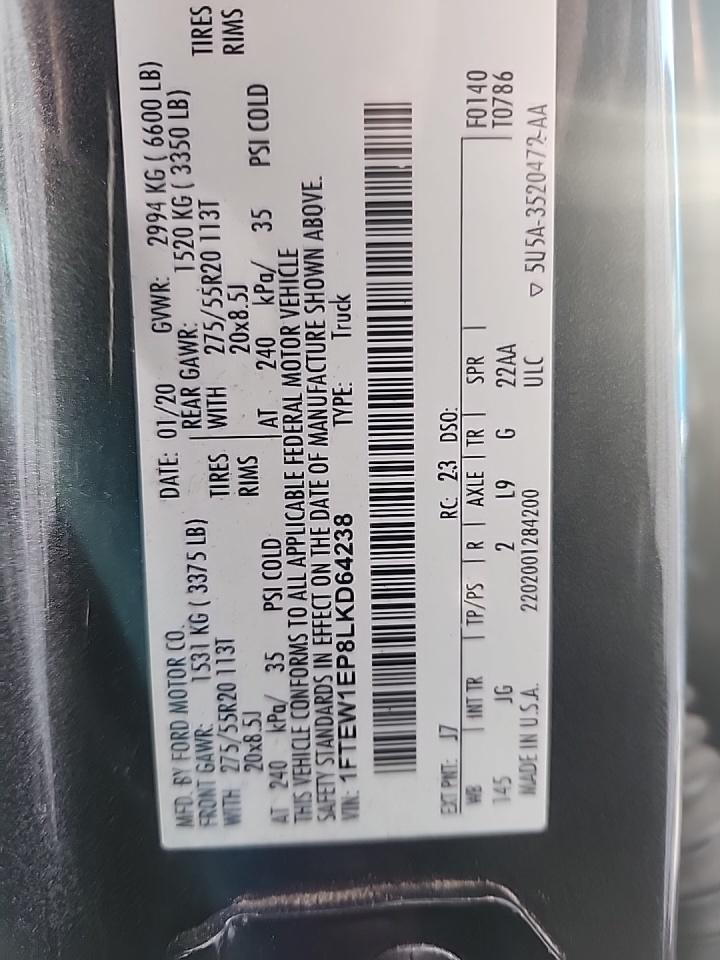 MFD. BY FORD MOTOR CO. DATE: 01/20 GVWR: 2994 KG ( 6600 LB)
FRONT GAWR: 1531 KG ( 3375 LB) REAR GAWR: 1520 KG ( 3350 LB)
WITH 275/55R20 113T TIRES WITH 275/55R20 113T TIRES
20x8.5J RIMS 20x8.5J RIMS
AT 240 kPa/ 35 PSI COLD AT 240 kPa/ 35 PSI COLD
THIS VEHICLE CONFORMS TO ALL APPLICABLE FEDERAL MOTOR VEHICLE
SAFETY STANDARDS IN EFFECT ON THE DATE OF MANUFACTURE SHOWN ABOVE.
VIN: 1FTEW1EP8LKD64238 TYPE: Truck
EXT PNT: J7 RC: 23 DSO: F0140
WB INT TR TP/PS R AXLE TR SPR T0786
145 JG 2 L9 G 22AA
MADE IN U.S.A. 2202001284200 ULC ▽ 5U5A-3520472-AA